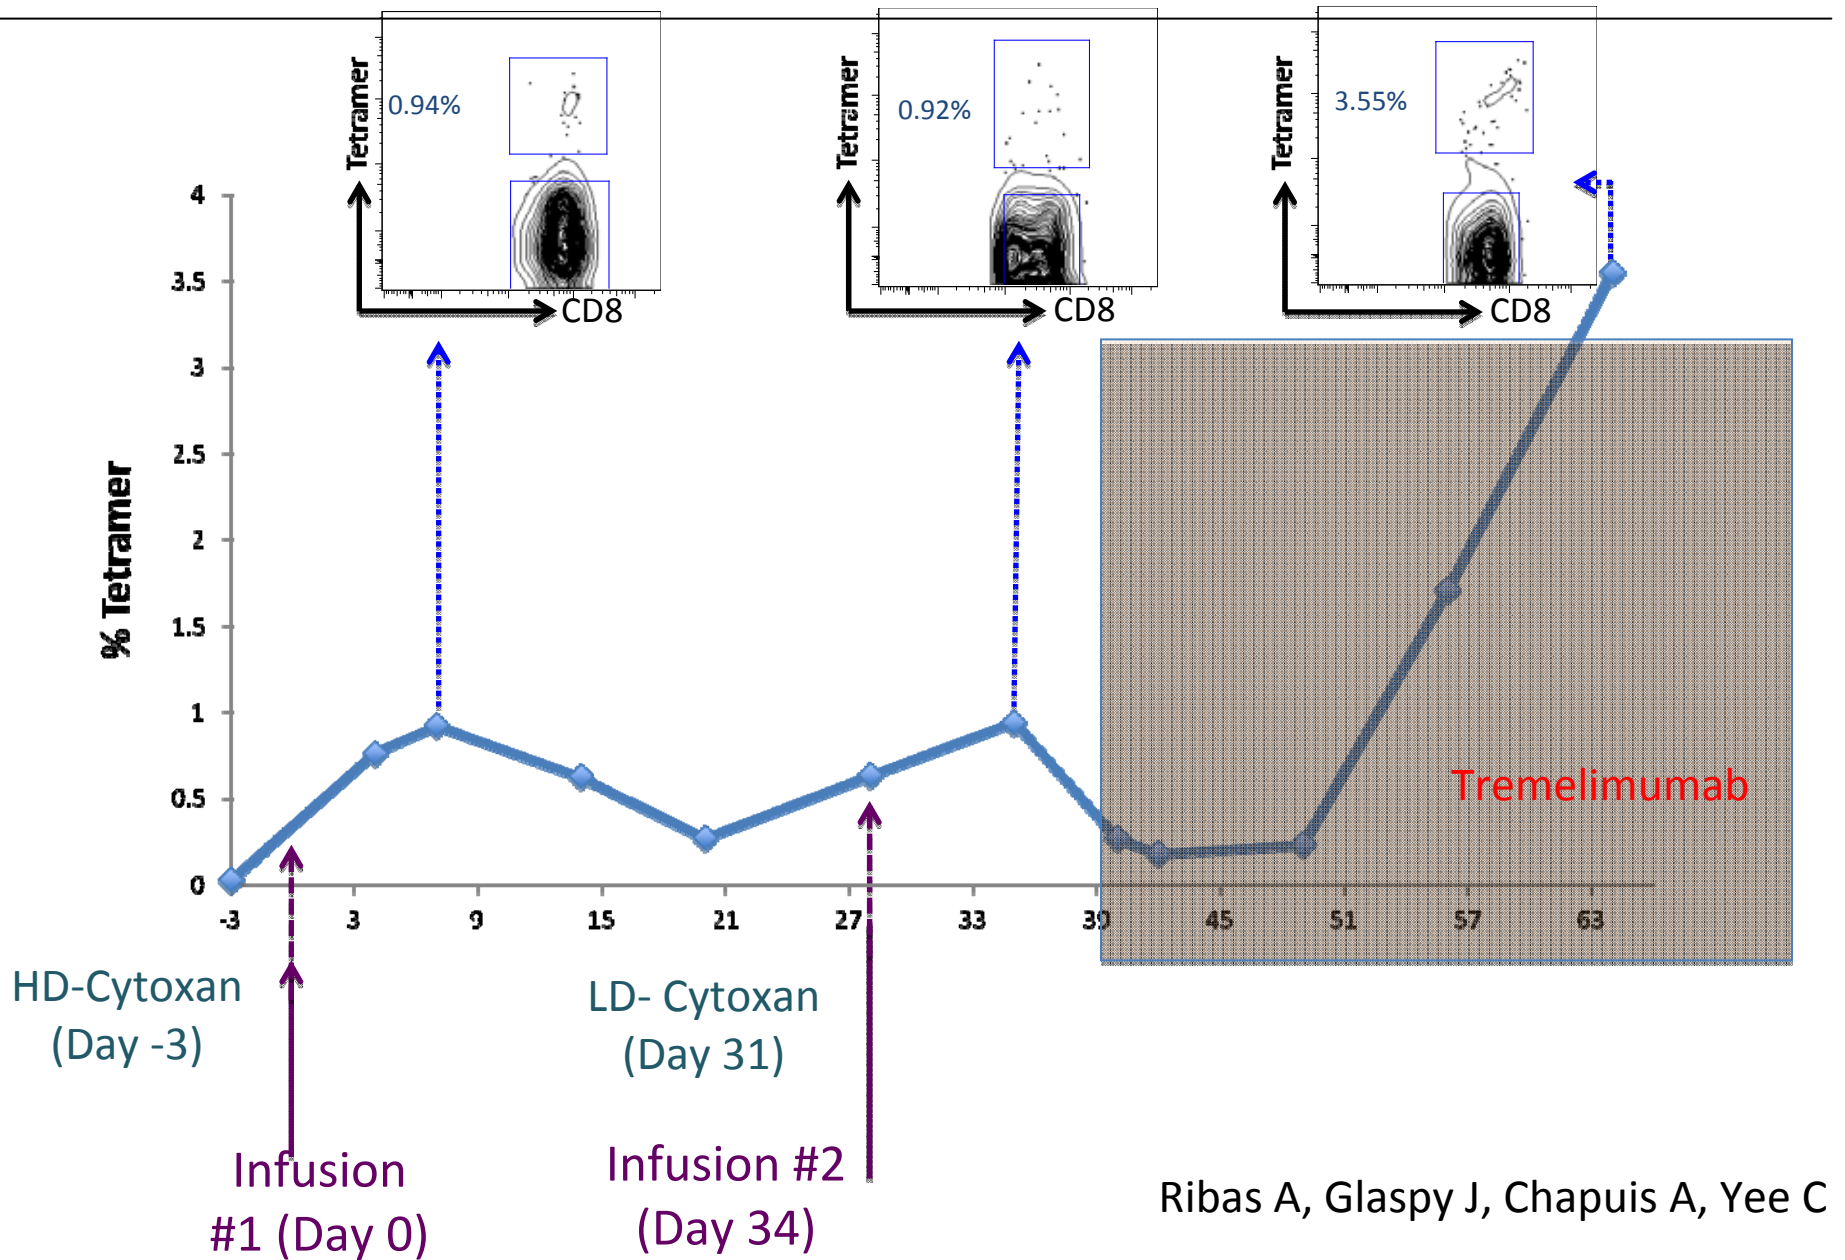 Tetramer
0.94%
CD8
Tetramer
0.92%
CD8
Tetramer
3.55%
CD8
% Tetramer
4
3.5
3
2.5
2
1.5
1
0.5
0
-3 3 9 15 21 27 33 39 45 51 57 63
Tremelimumab
HD-Cytoxan
(Day -3)
LD- Cytoxan
(Day 31)
Infusion
#1 (Day 0)
Infusion #2
(Day 34)
Ribas A, Glaspy J, Chapuis A, Yee C